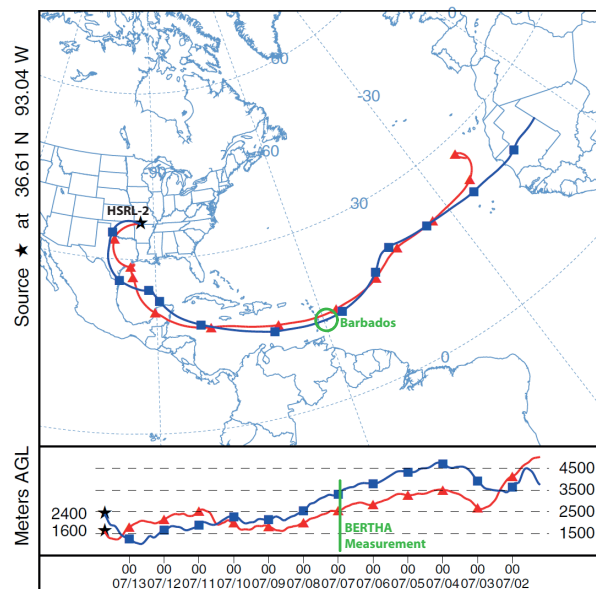 Source ★ at 36.61 N 93.04 W
0
60
-30
-60
-90
30
HSRL-2
Barbados
0
Meters AGL
4500
3500
2400
2500
1600
1500
BERTHA
Measurement
00 00 00 00 00 00 00 00 00 00 00 00
07/13 07/12 07/11 07/10 07/09 07/08 07/07 07/06 07/05 07/04 07/03 07/02